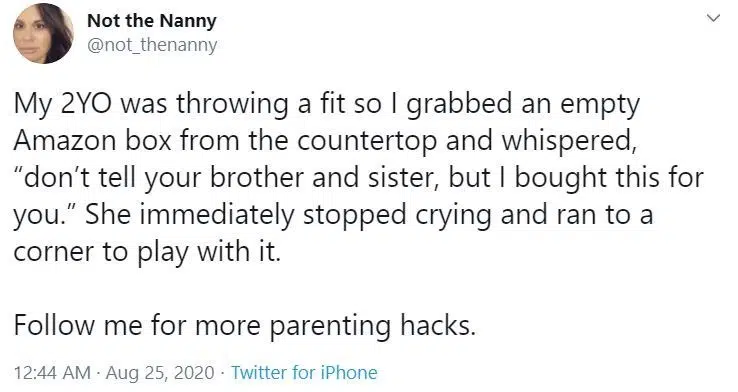 Not the Nanny
@not_thenanny
My 2YO was throwing a fit so I grabbed an empty
Amazon box from the countertop and whispered,
“don’t tell your brother and sister, but I bought this for
you.” She immediately stopped crying and ran to a
corner to play with it.
Follow me for more parenting hacks.
12:44 AM · Aug 25, 2020 · Twitter for iPhone